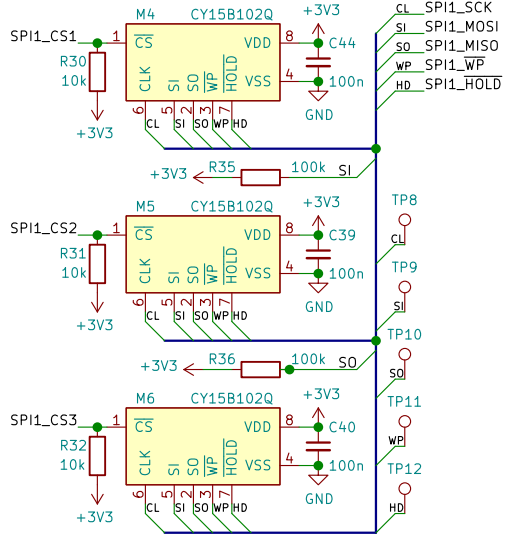 M4 CY15B102Q
+3V3
CL SPI1_SCK
SI SPI1_MOSI
SO SPI1_MISO
WP SPI1_WP
HD SPI1_HOLD
SPI1_CS1 1 CS VDD 8 C44
R30 10k
CLK SI SO WP HOLD VSS 4 100n
6 5 2 3 7
GND
CL SI SO WP HD
+3V3
+3V3 R35 100k SI
M5 CY15B102Q
+3V3
TP8
SPI1_CS2 1 CS VDD 8 C39
CL
R31 10k
CLK SI SO WP HOLD VSS 4 100n
TP9
6 5 2 3 7
GND
SI
CL SI SO WP HD
+3V3
TP10
+3V3 R36 100k SO
SO
M6 CY15B102Q
+3V3
TP11
SPI1_CS3 1 CS VDD 8 C40
WP
R32 10k
CLK SI SO WP HOLD VSS 4 100n
TP12
6 5 2 3 7
GND
CL SI SO WP HD
HD
+3V3